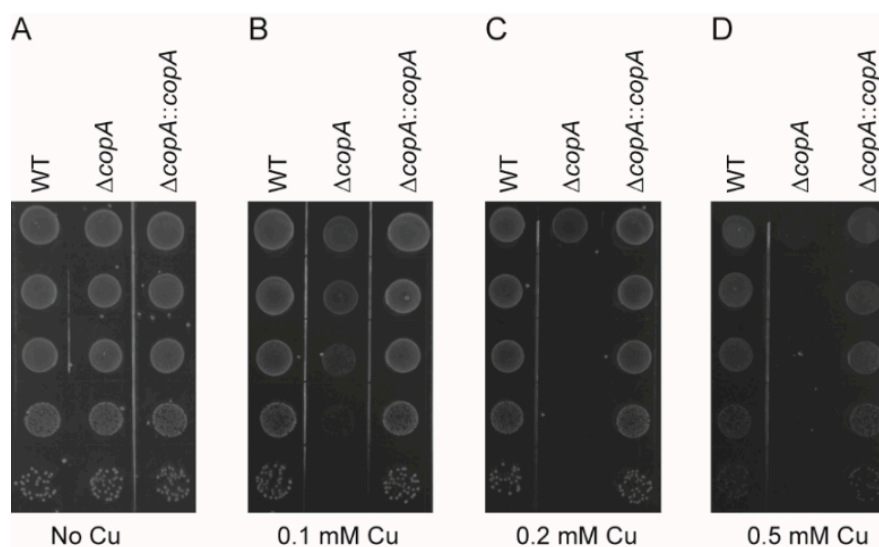 A
WT
ΔcopA
ΔcopA::copA
No Cu
B
WT
ΔcopA
ΔcopA::copA
0.1 mM Cu
C
WT
ΔcopA
ΔcopA::copA
0.2 mM Cu
D
WT
ΔcopA
ΔcopA::copA
0.5 mM Cu